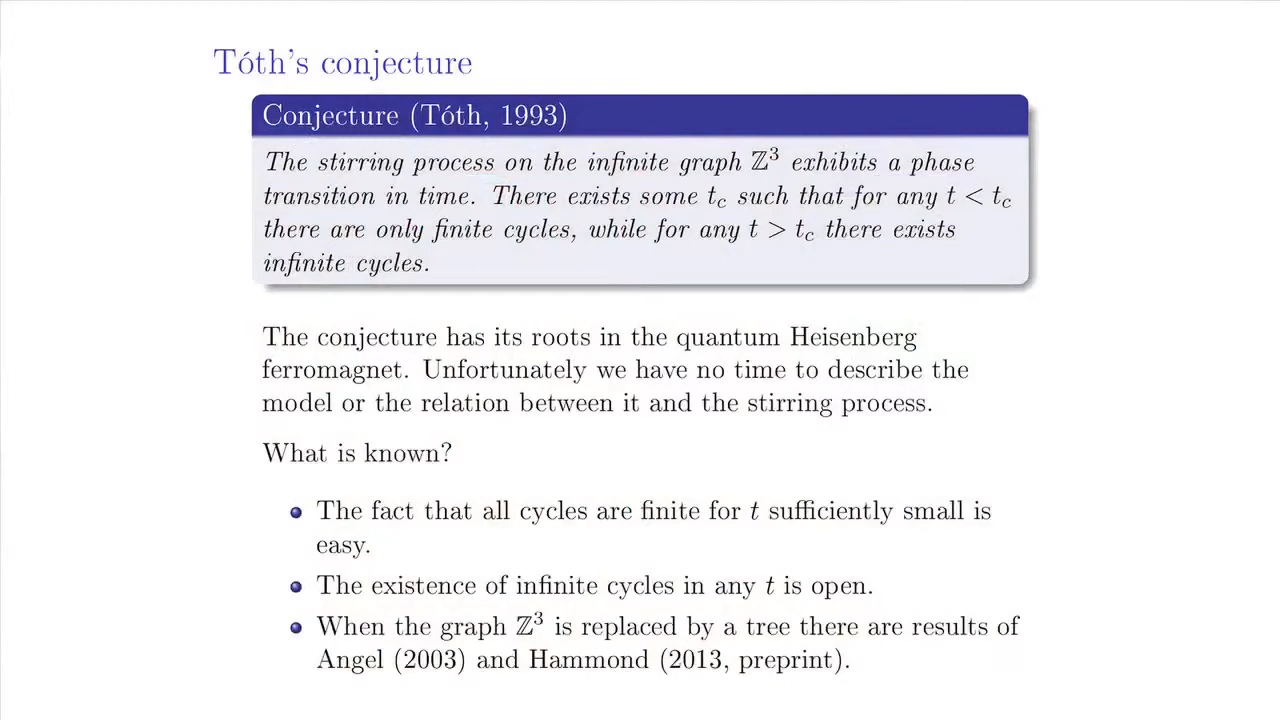 Tóth's conjecture
Conjecture (Tóth, 1993)
The stirring process on the infinite graph ℤ³ exhibits a phase
transition in time. There exists some t_c such that for any t < t_c
there are only finite cycles, while for any t > t_c there exists
infinite cycles.
The conjecture has its roots in the quantum Heisenberg
ferromagnet. Unfortunately we have no time to describe the
model or the relation between it and the stirring process.
What is known?
The fact that all cycles are finite for t sufficiently small is
easy.
The existence of infinite cycles in any t is open.
When the graph ℤ³ is replaced by a tree there are results of
Angel (2003) and Hammond (2013, preprint).